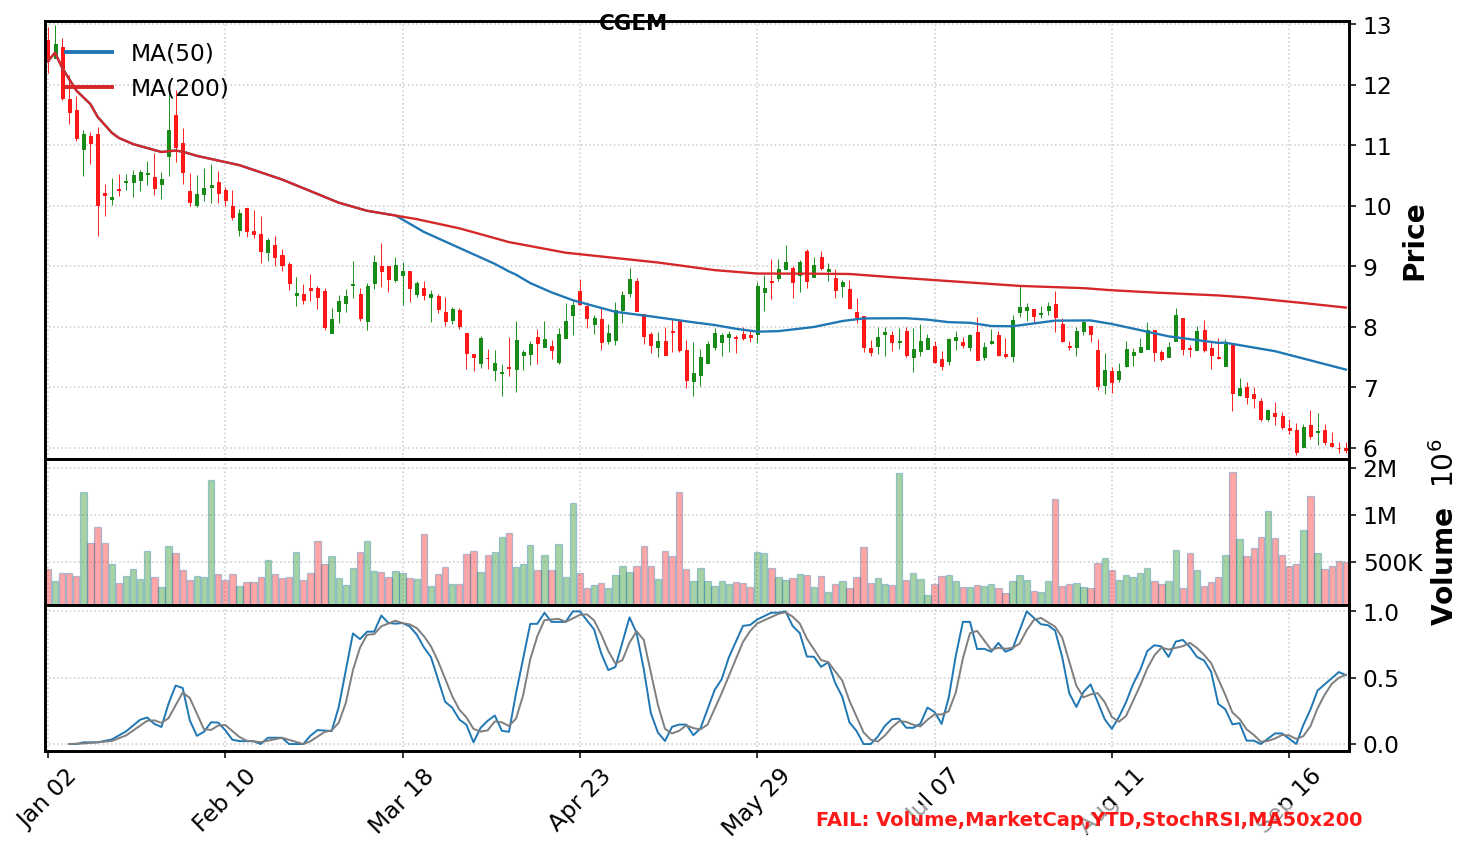 CGEM
MA(50)
MA(200)
13
12
11
10
9
8
7
6
Price
2M
1M
500K
Volume 10⁶
1.0
0.5
0.0
Jan 02
Feb 10
Mar 18
Apr 23
May 29
Jul 07
Aug 11
Sep 16
FAIL: Volume,MarketCap,YTD,StochRSI,MA50x200